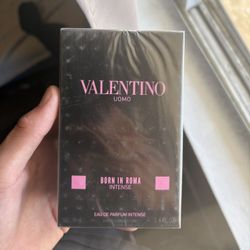 VALENTINO
UOMO
BORN IN ROMA
INTENSE
EAU DE PARFUM INTENSE